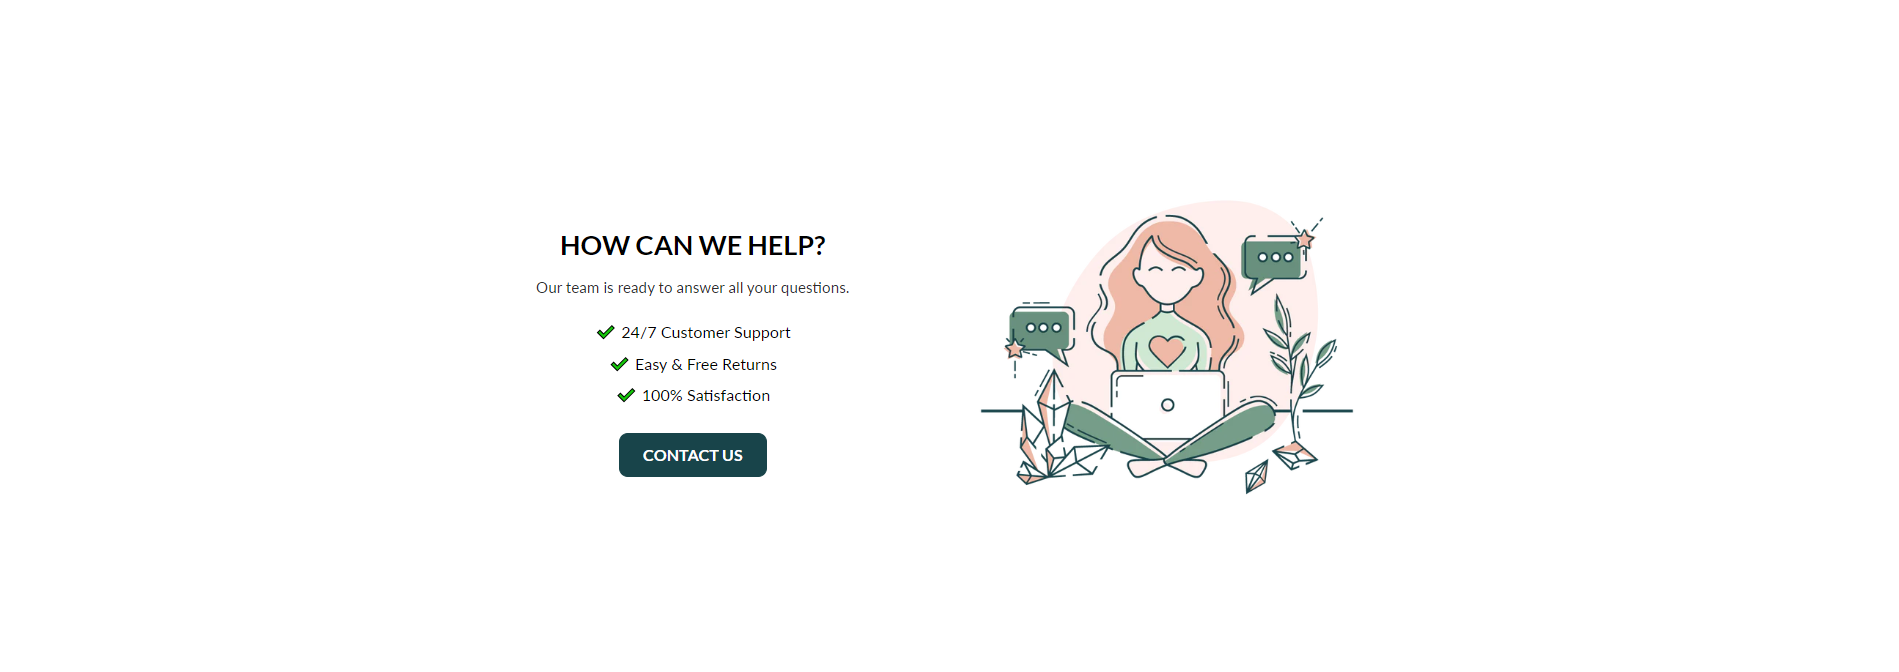 HOW CAN WE HELP?
Our team is ready to answer all your questions.
24/7 Customer Support
Easy & Free Returns
100% Satisfaction
CONTACT US